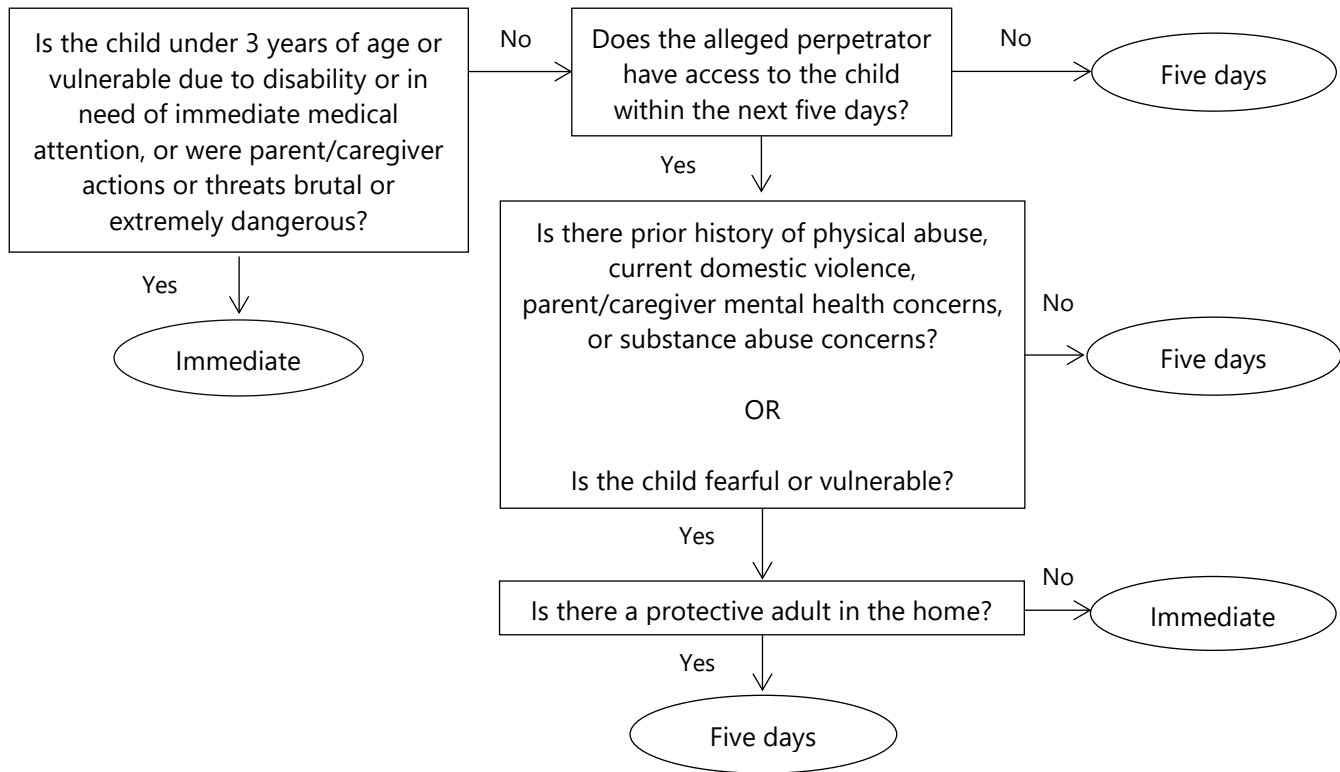 Is the child under 3 years of age or
vulnerable due to disability or in
need of immediate medical
attention, or were parent/caregiver
actions or threats brutal or
extremely dangerous?
No
Does the alleged perpetrator
have access to the child
within the next five days?
No
Five days
Yes
Immediate
Yes
Is there prior history of physical abuse,
current domestic violence,
parent/caregiver mental health concerns,
or substance abuse concerns?
OR
Is the child fearful or vulnerable?
No
Five days
Yes
Is there a protective adult in the home?
No
Immediate
Yes
Five days